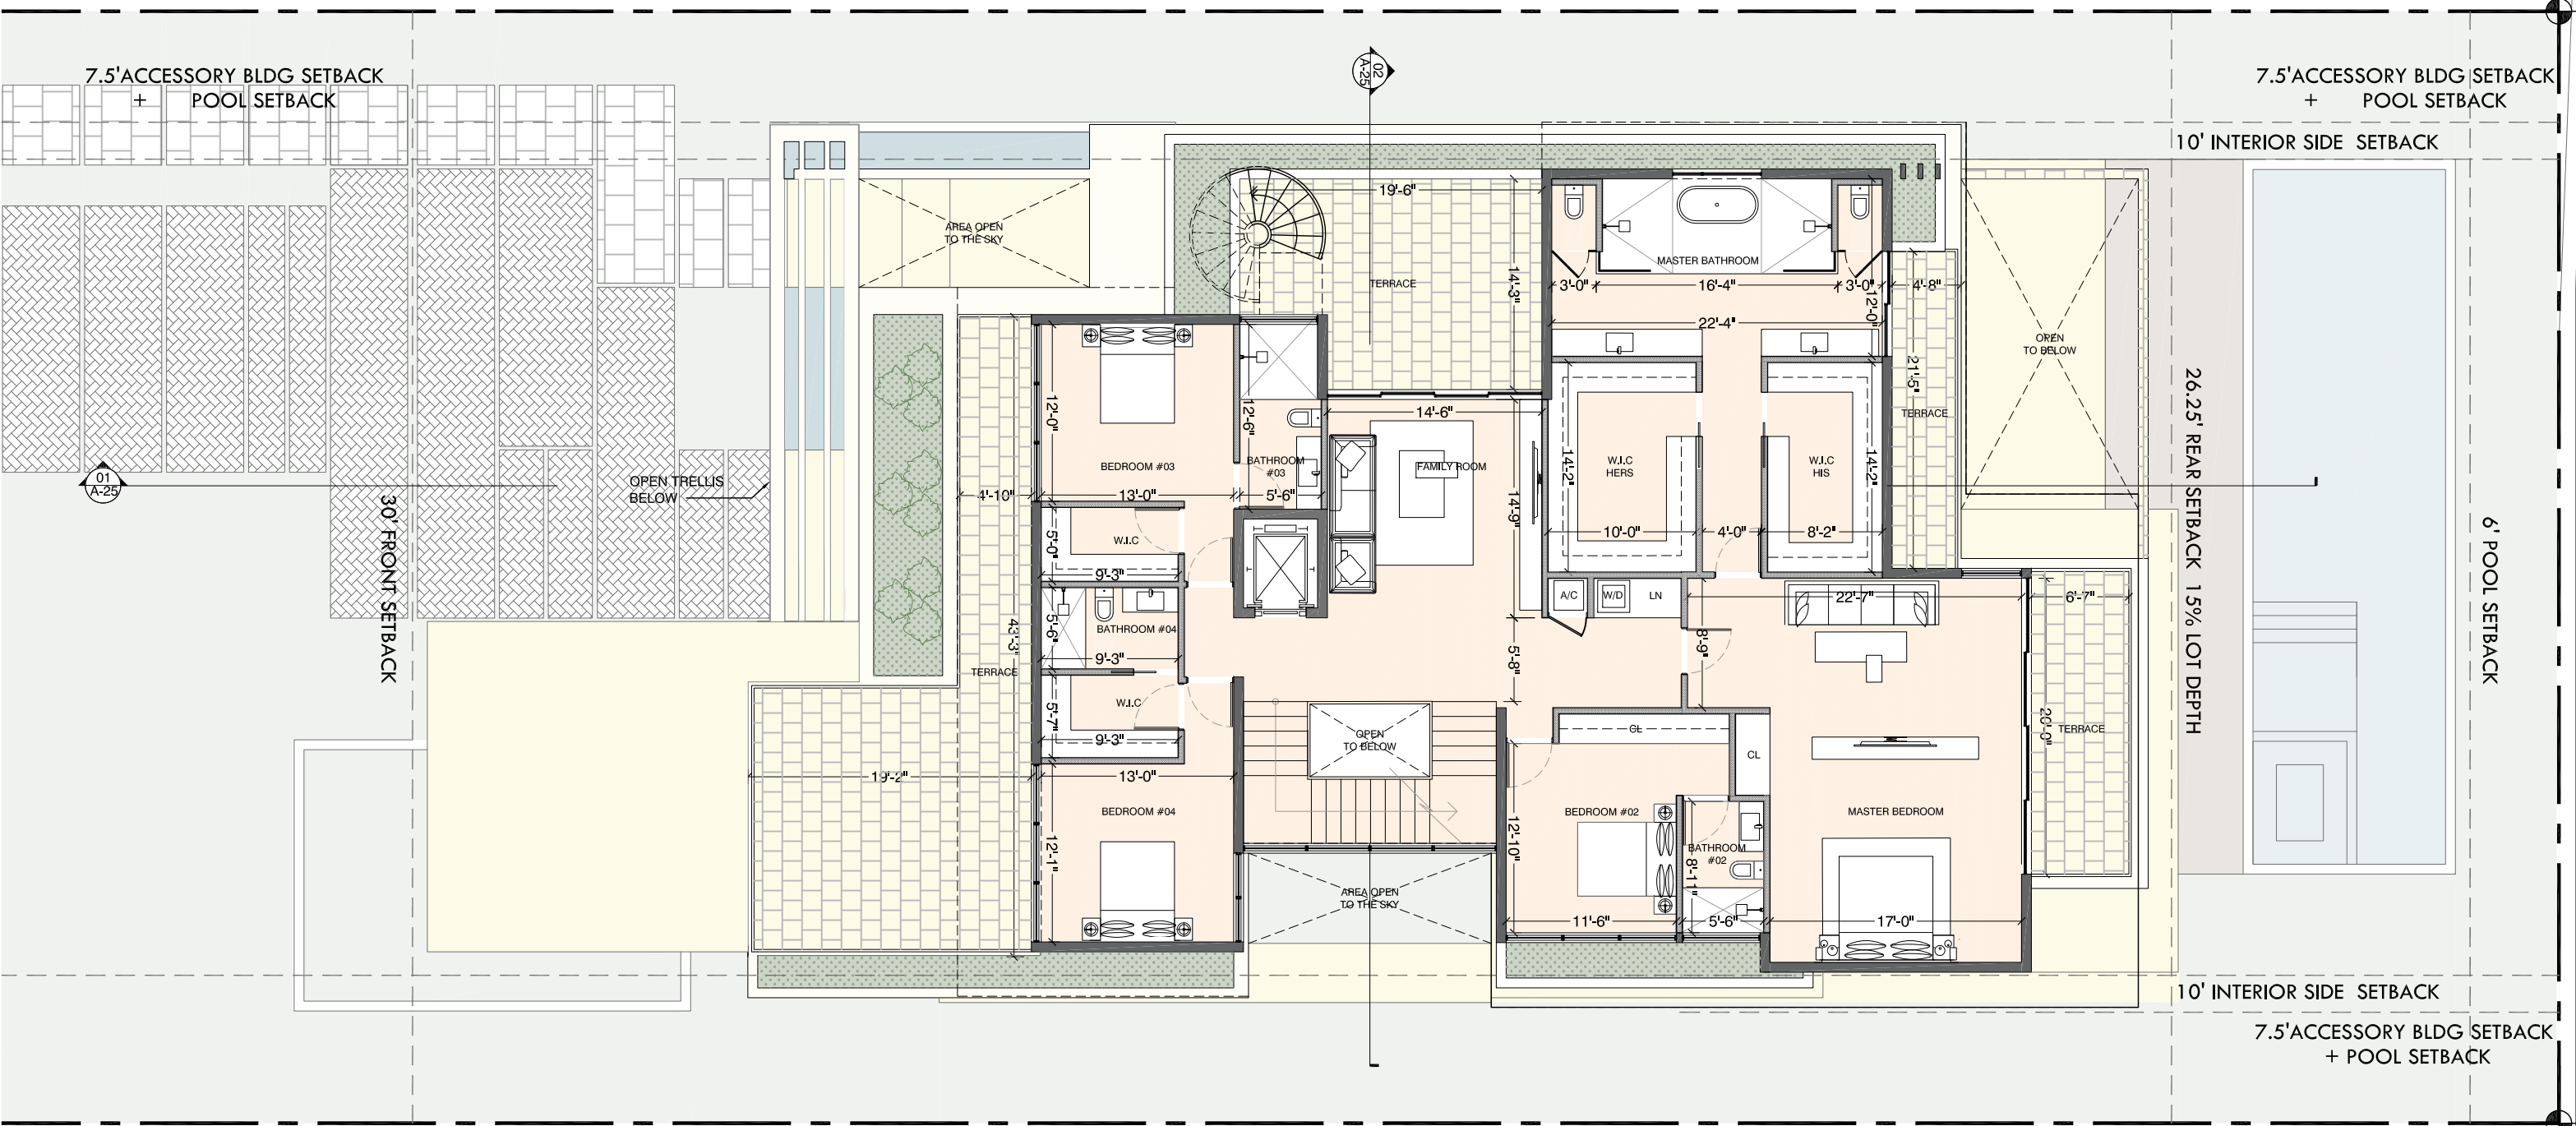 7.5'ACCESSORY BLDG SETBACK
+ POOL SETBACK
02
A-25
7.5'ACCESSORY BLDG SETBACK
+ POOL SETBACK
10' INTERIOR SIDE SETBACK
19'-6"
AREA OPEN
TO THE SKY
TERRACE
14'-3"
MASTER BATHROOM
3'-0"
16'-4"
3'-0"
4'-8"
12'-0"
22'-4"
OPEN
TO BELOW
21'-5"
TERRACE
12'-0"
12'-6"
14'-6"
BEDROOM #03
BATHROOM
#03
FAMILY ROOM
14'-2"
W.I.C
HERS
W.I.C
HIS
14'-2"
01
A-25
OPEN TRELLIS
BELOW
4'-10"
13'-0"
5'-6"
14'-9"
10'-0"
4'-0"
8'-2"
30' FRONT SETBACK
26.25' REAR SETBACK 15% LOT DEPTH
6' POOL SETBACK
W.I.C
5'-0"
9'-3"
A/C
W/D
LN
22'-7"
6'-7"
5'-6"
BATHROOM #04
9'-3"
43'-3"
TERRACE
5'-8"
8'-9"
W.I.C
5'-7"
9'-3"
OPEN
TO BELOW
CL
CL
20'-0"
TERRACE
19'-2"
13'-0"
BEDROOM #04
12'-1"
BEDROOM #02
12'-10"
MASTER BEDROOM
BATHROOM
#02
8'-11"
AREA OPEN
TO THE SKY
11'-6"
5'-6"
17'-0"
10' INTERIOR SIDE SETBACK
7.5'ACCESSORY BLDG SETBACK
+ POOL SETBACK